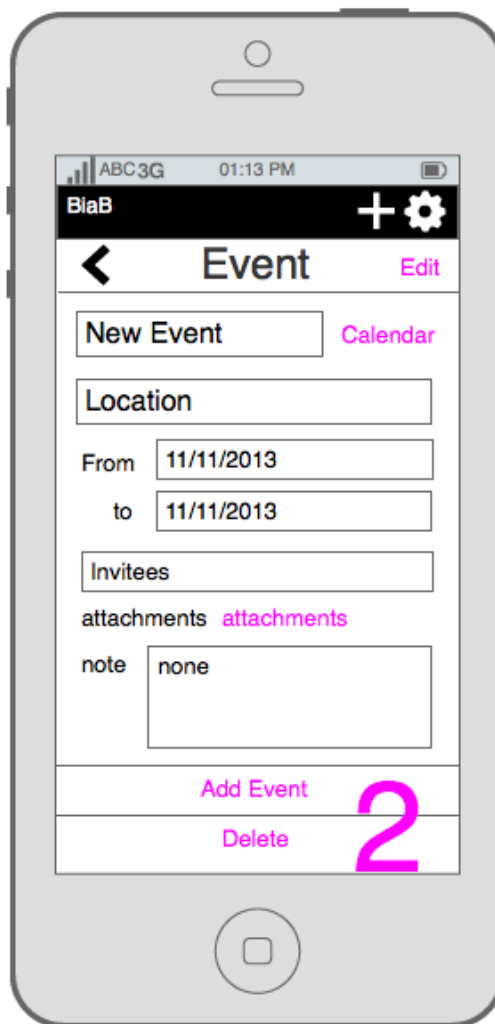 ABC 3G 01:13 PM
BiaB
Event Edit
New Event Calendar
Location
From 11/11/2013
to 11/11/2013
Invitees
attachments attachments
note none
Add Event
2
Delete